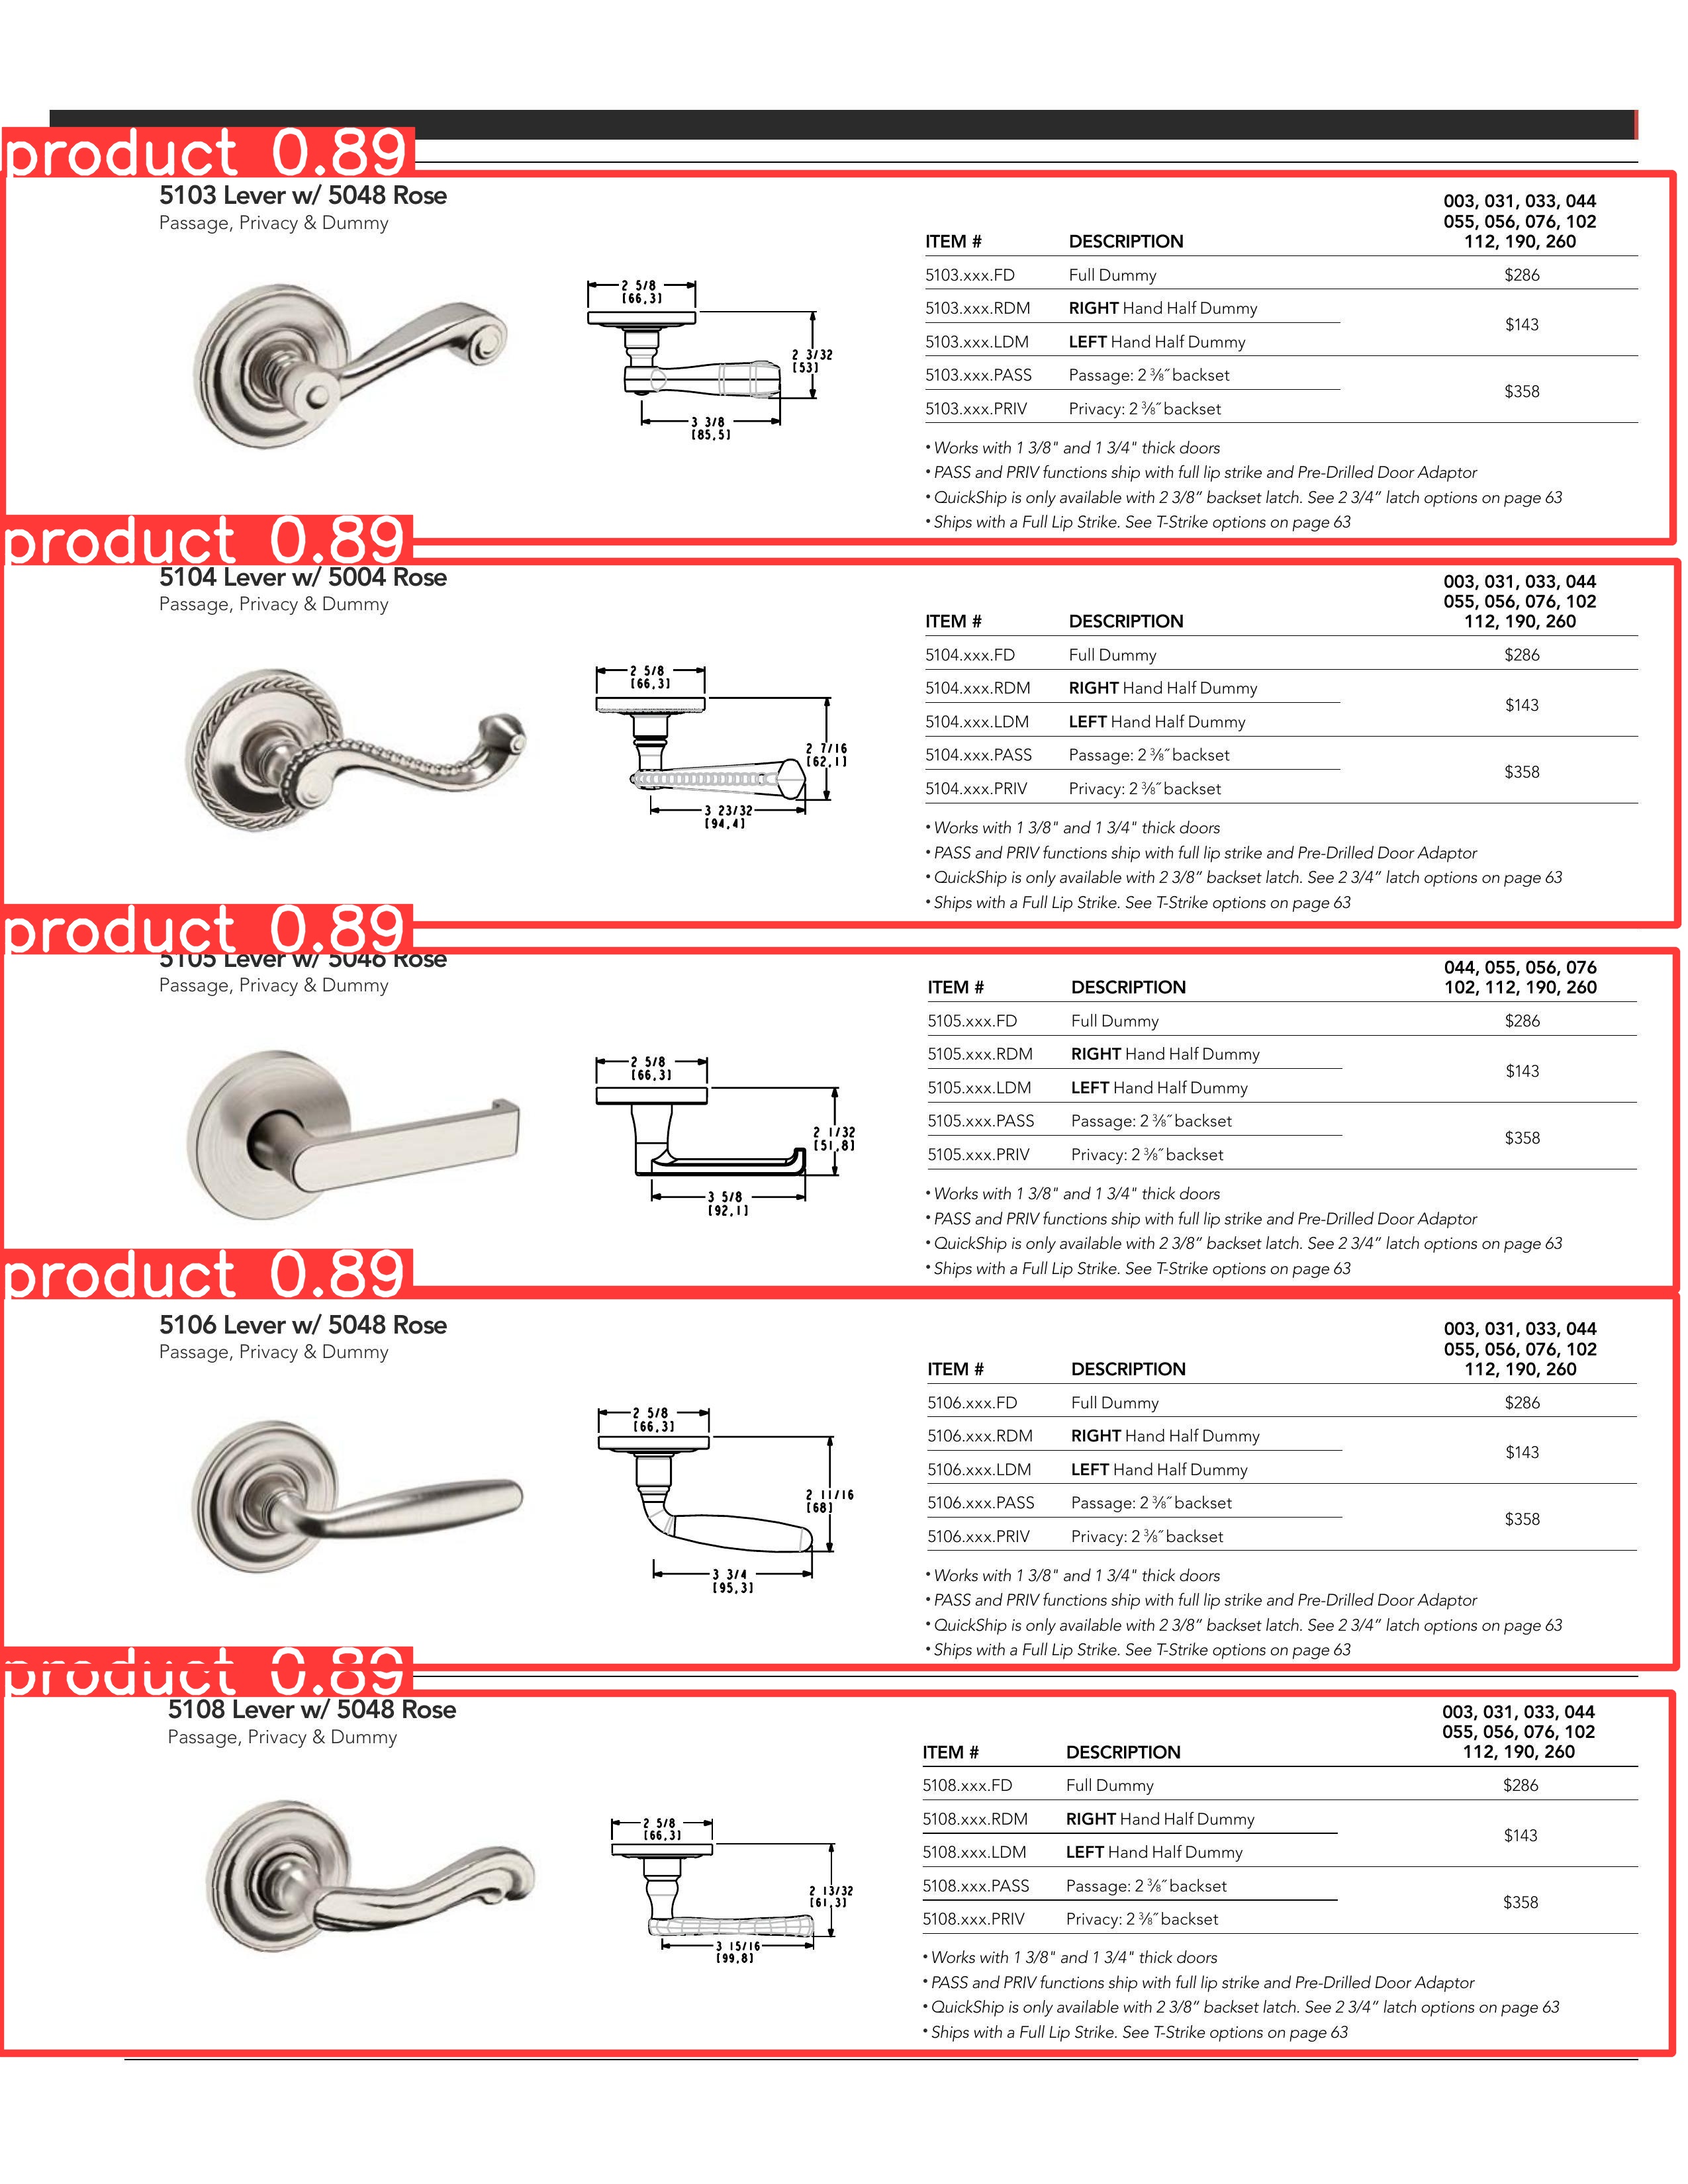 product 0.89
5103 Lever w/ 5048 Rose
Passage, Privacy & Dummy
2 5/8
[66,3]
2 3/32
[53]
3 3/8
[85,5]
003, 031, 033, 044
055, 056, 076, 102
ITEM # DESCRIPTION 112, 190, 260
5103.xxx.FD Full Dummy $286
5103.xxx.RDM RIGHT Hand Half Dummy
$143
5103.xxx.LDM LEFT Hand Half Dummy
5103.xxx.PASS Passage: 2 ⅜˝ backset
$358
5103.xxx.PRIV Privacy: 2 ⅜˝ backset
• Works with 1 3/8" and 1 3/4" thick doors
• PASS and PRIV functions ship with full lip strike and Pre-Drilled Door Adaptor
• QuickShip is only available with 2 3/8” backset latch. See 2 3/4” latch options on page 63
• Ships with a Full Lip Strike. See T-Strike options on page 63
product 0.89
5104 Lever w/ 5004 Rose
Passage, Privacy & Dummy
2 5/8
[66,3]
2 7/16
[62,1]
3 23/32
[94,4]
003, 031, 033, 044
055, 056, 076, 102
ITEM # DESCRIPTION 112, 190, 260
5104.xxx.FD Full Dummy $286
5104.xxx.RDM RIGHT Hand Half Dummy
$143
5104.xxx.LDM LEFT Hand Half Dummy
5104.xxx.PASS Passage: 2 ⅜˝ backset
$358
5104.xxx.PRIV Privacy: 2 ⅜˝ backset
• Works with 1 3/8" and 1 3/4" thick doors
• PASS and PRIV functions ship with full lip strike and Pre-Drilled Door Adaptor
• QuickShip is only available with 2 3/8” backset latch. See 2 3/4” latch options on page 63
• Ships with a Full Lip Strike. See T-Strike options on page 63
product 0.89
5105 Lever w/ 5046 Rose
Passage, Privacy & Dummy
2 5/8
[66,3]
2 1/32
[51,8]
3 5/8
[92,1]
044, 055, 056, 076
ITEM # DESCRIPTION 102, 112, 190, 260
5105.xxx.FD Full Dummy $286
5105.xxx.RDM RIGHT Hand Half Dummy
$143
5105.xxx.LDM LEFT Hand Half Dummy
5105.xxx.PASS Passage: 2 ⅜˝ backset
$358
5105.xxx.PRIV Privacy: 2 ⅜˝ backset
• Works with 1 3/8" and 1 3/4" thick doors
• PASS and PRIV functions ship with full lip strike and Pre-Drilled Door Adaptor
• QuickShip is only available with 2 3/8” backset latch. See 2 3/4” latch options on page 63
• Ships with a Full Lip Strike. See T-Strike options on page 63
product 0.89
5106 Lever w/ 5048 Rose
Passage, Privacy & Dummy
2 5/8
[66,3]
2 11/16
[68]
3 3/4
[95,3]
003, 031, 033, 044
055, 056, 076, 102
ITEM # DESCRIPTION 112, 190, 260
5106.xxx.FD Full Dummy $286
5106.xxx.RDM RIGHT Hand Half Dummy
$143
5106.xxx.LDM LEFT Hand Half Dummy
5106.xxx.PASS Passage: 2 ⅜˝ backset
$358
5106.xxx.PRIV Privacy: 2 ⅜˝ backset
• Works with 1 3/8" and 1 3/4" thick doors
• PASS and PRIV functions ship with full lip strike and Pre-Drilled Door Adaptor
• QuickShip is only available with 2 3/8” backset latch. See 2 3/4” latch options on page 63
• Ships with a Full Lip Strike. See T-Strike options on page 63
product 0.89
5108 Lever w/ 5048 Rose
Passage, Privacy & Dummy
2 5/8
[66,3]
2 13/32
[61,3]
3 15/16
[99,8]
003, 031, 033, 044
055, 056, 076, 102
ITEM # DESCRIPTION 112, 190, 260
5108.xxx.FD Full Dummy $286
5108.xxx.RDM RIGHT Hand Half Dummy
$143
5108.xxx.LDM LEFT Hand Half Dummy
5108.xxx.PASS Passage: 2 ⅜˝ backset
$358
5108.xxx.PRIV Privacy: 2 ⅜˝ backset
• Works with 1 3/8" and 1 3/4" thick doors
• PASS and PRIV functions ship with full lip strike and Pre-Drilled Door Adaptor
• QuickShip is only available with 2 3/8” backset latch. See 2 3/4” latch options on page 63
• Ships with a Full Lip Strike. See T-Strike options on page 63